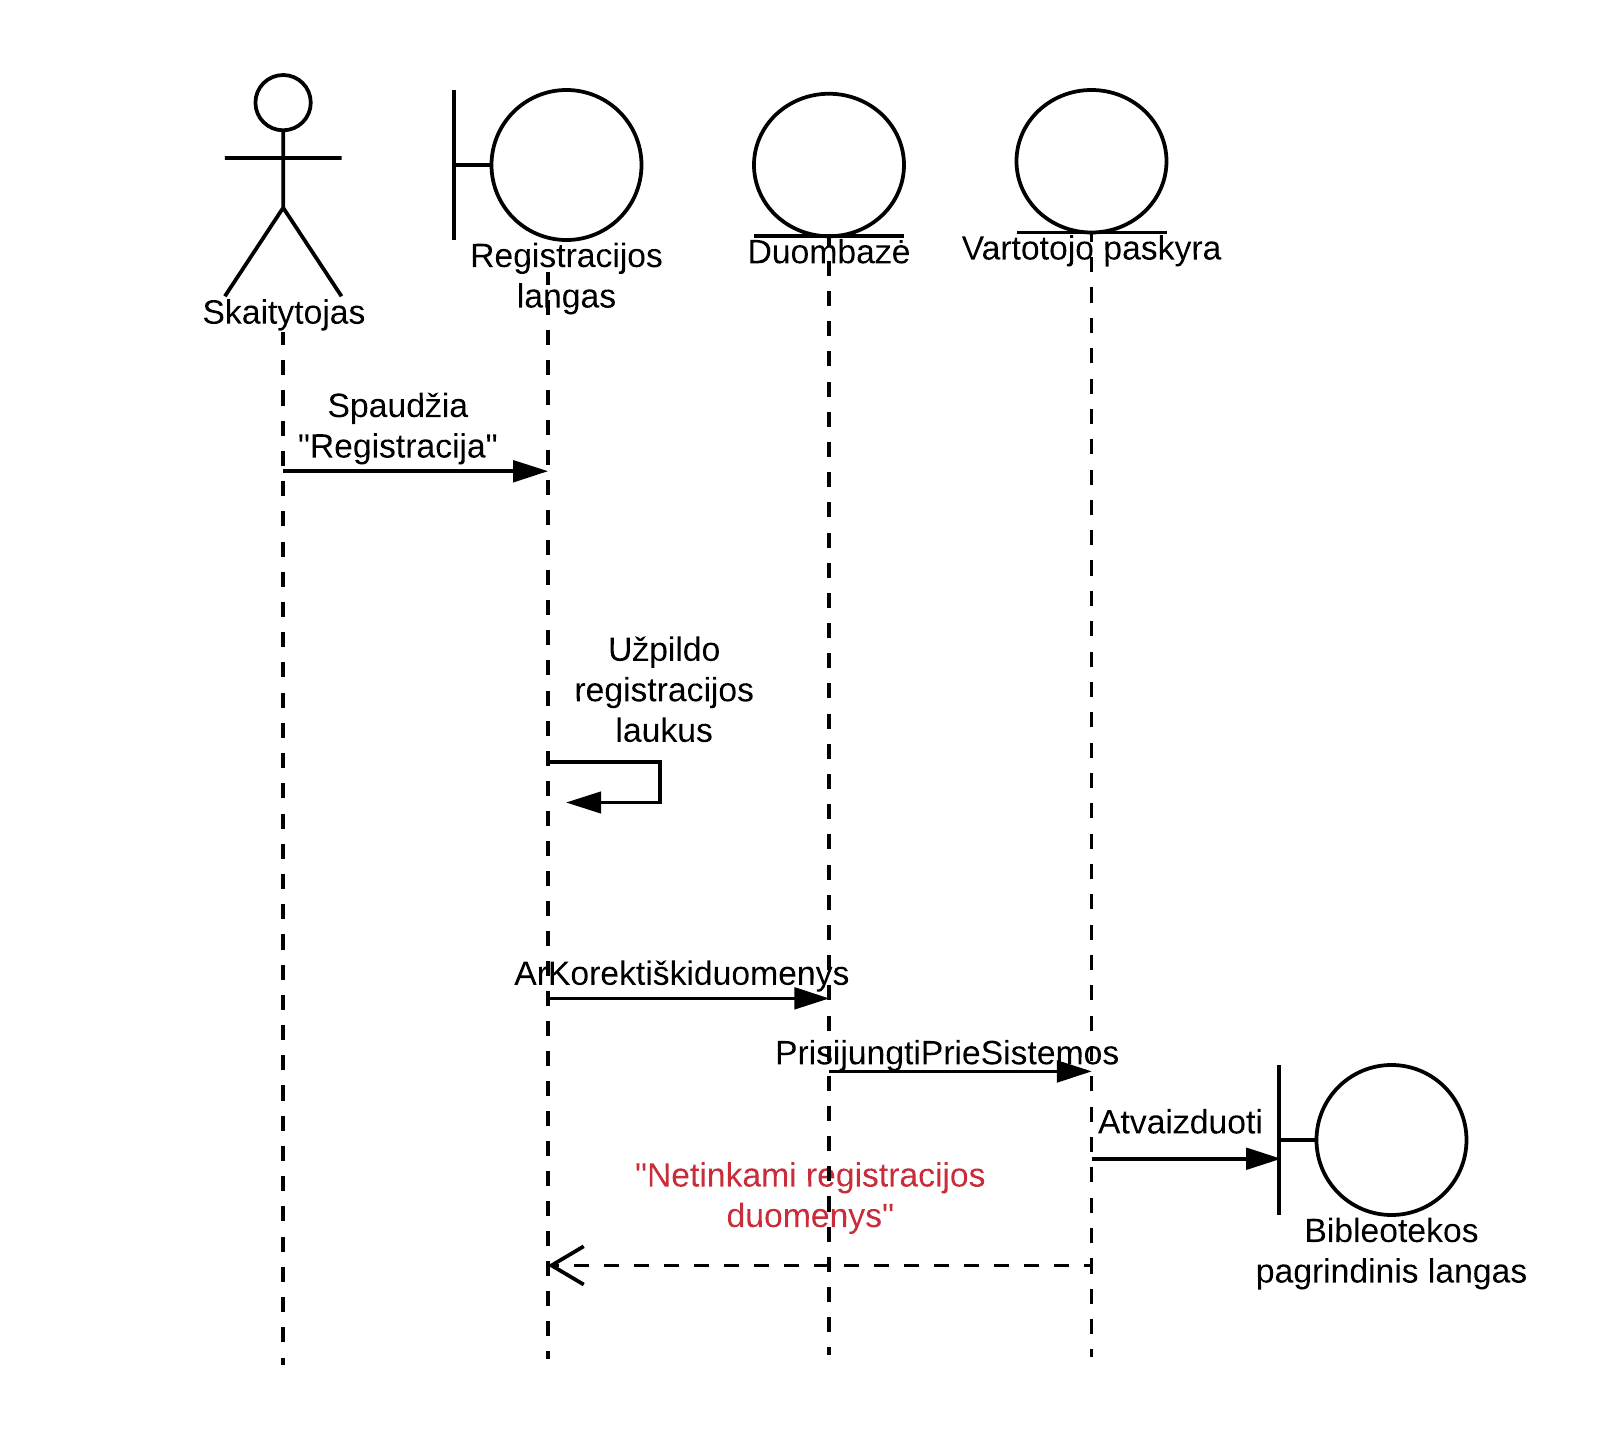 Skaitytojas
Registracijos
langas
Duombazė
Vartotojo paskyra
Spaudžia
"Registracija"
Užpildo
registracijos
laukus
ArKorektiškiduomenys
PrisijungtiPrieSistemos
Atvaizduoti
"Netinkami registracijos
duomenys"
Bibleotekos
pagrindinis langas